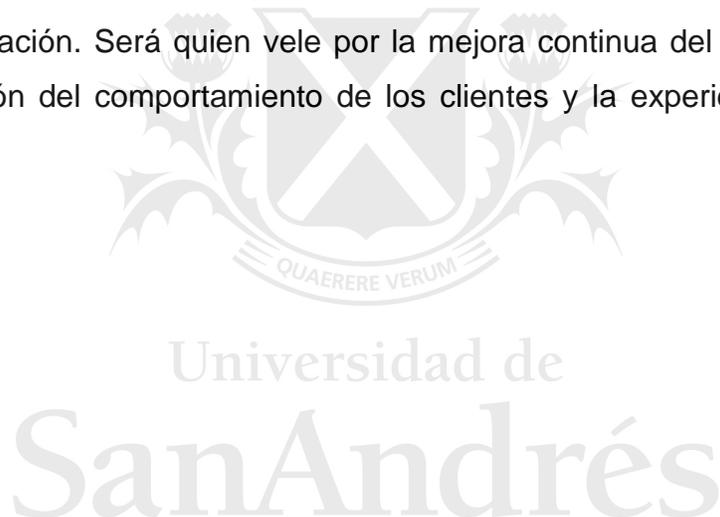 ación. Será quien vele por la mejora continua del
ón del comportamiento de los clientes y la experi
QUAERERE VERUM
Universidad de
SanAndrés